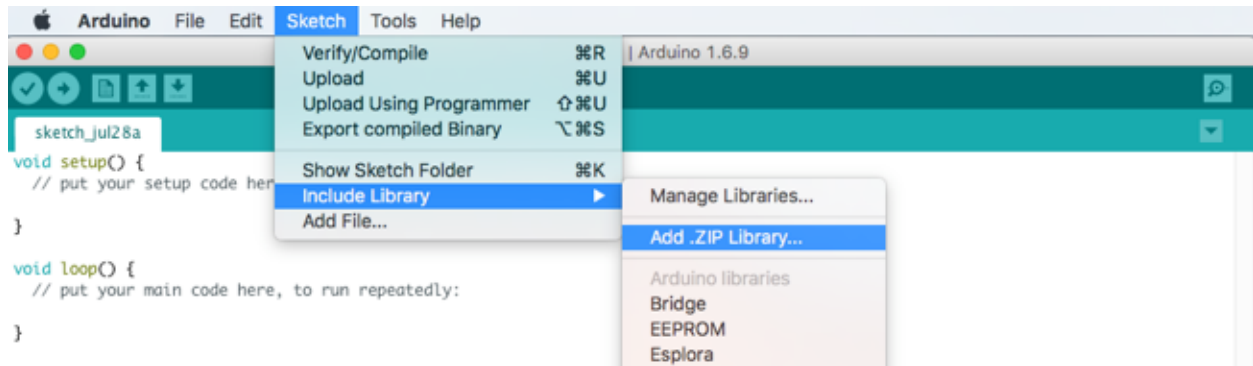 Arduino File Edit Sketch Tools Help
| Arduino 1.6.9
Verify/Compile ⌘R
Upload ⌘U
Upload Using Programmer ⇧⌘U
Export compiled Binary ⌥⌘S
Show Sketch Folder ⌘K
Include Library ▶
Add File...
Manage Libraries...
Add .ZIP Library...
Arduino libraries
Bridge
EEPROM
Esplora
sketch_jul28a
void setup() {
// put your setup code her
}
void loop() {
// put your main code here, to run repeatedly:
}